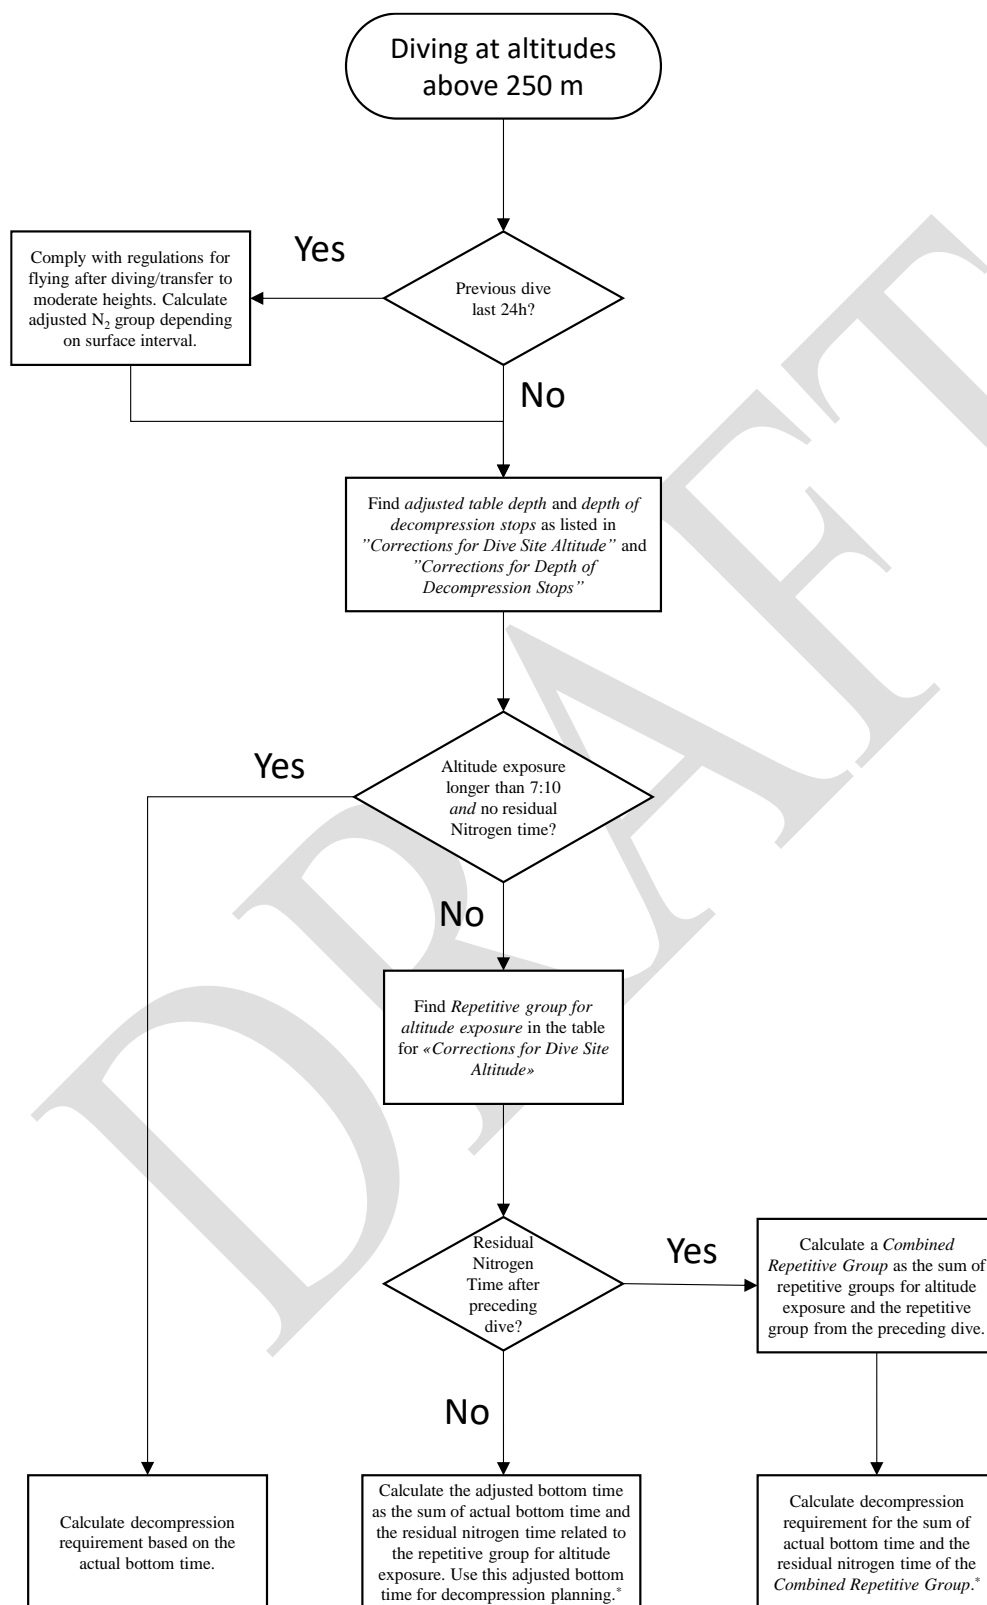 Diving at altitudes
above 250 m
Yes
Comply with regulations for
flying after diving/transfer to
moderate heights. Calculate
adjusted N₂ group depending
on surface interval.
Previous dive
last 24h?
No
Find adjusted table depth and depth of
decompression stops as listed in
”Corrections for Dive Site Altitude” and
”Corrections for Depth of
Decompression Stops”
Yes
Altitude exposure
longer than 7:10
and no residual
Nitrogen time?
No
Find Repetitive group for
altitude exposure in the table
for «Corrections for Dive Site
Altitude»
Residual
Nitrogen
Time after
preceding
dive?
Yes
Calculate a Combined
Repetitive Group as the sum of
repetitive groups for altitude
exposure and the repetitive
group from the preceding dive.
No
Calculate decompression
requirement based on the
actual bottom time.
Calculate the adjusted bottom time
as the sum of actual bottom time and
the residual nitrogen time related to
the repetitive group for altitude
exposure. Use this adjusted bottom
time for decompression planning.*
Calculate decompression
requirement for the sum of
actual bottom time and the
residual nitrogen time of the
Combined Repetitive Group.*
DRAFT